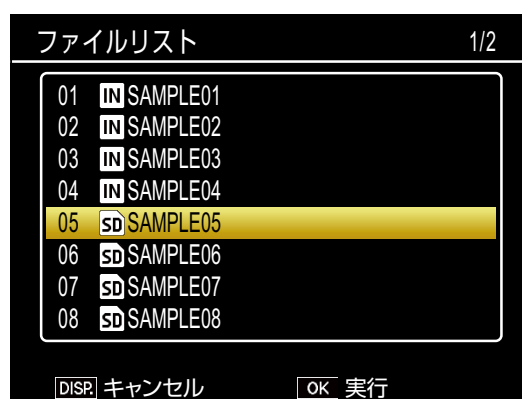 ファイルリスト 1/2
01 IN SAMPLE01
02 IN SAMPLE02
03 IN SAMPLE03
04 IN SAMPLE04
05 SD SAMPLE05
06 SD SAMPLE06
07 SD SAMPLE07
08 SD SAMPLE08
DISP. キャンセル OK 実行